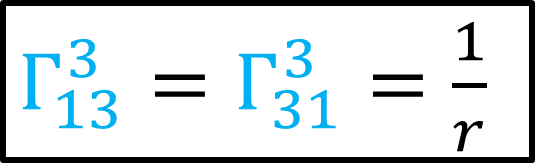 Γ³₁₃ = Γ³₃₁ = 1/r